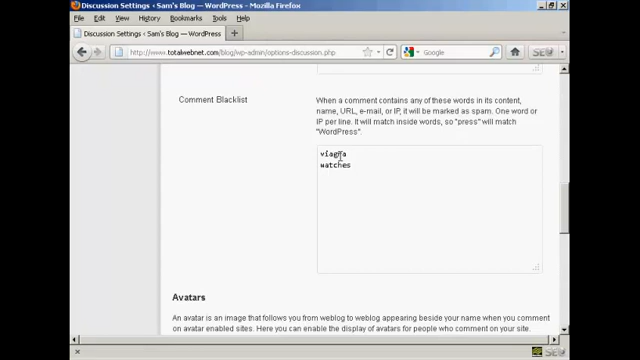 Discussion Settings ‹ Sam's Blog — WordPress - Mozilla Firefox
File Edit View History Bookmarks Tools Help
Discussion Settings ‹ Sam's Blog — WordPress
http://www.totalwebnet.com/blog/wp-admin/options-discussion.php
Google
SEO
Comment Blacklist
When a comment contains any of these words in its content,
name, URL, e-mail, or IP, it will be marked as spam. One word or
IP per line. It will match inside words, so "press" will match
"WordPress".
viagra
watches
Avatars
An avatar is an image that follows you from weblog to weblog appearing beside your name when you comment
on avatar enabled sites. Here you can enable the display of avatars for people who comment on your site.
SEO